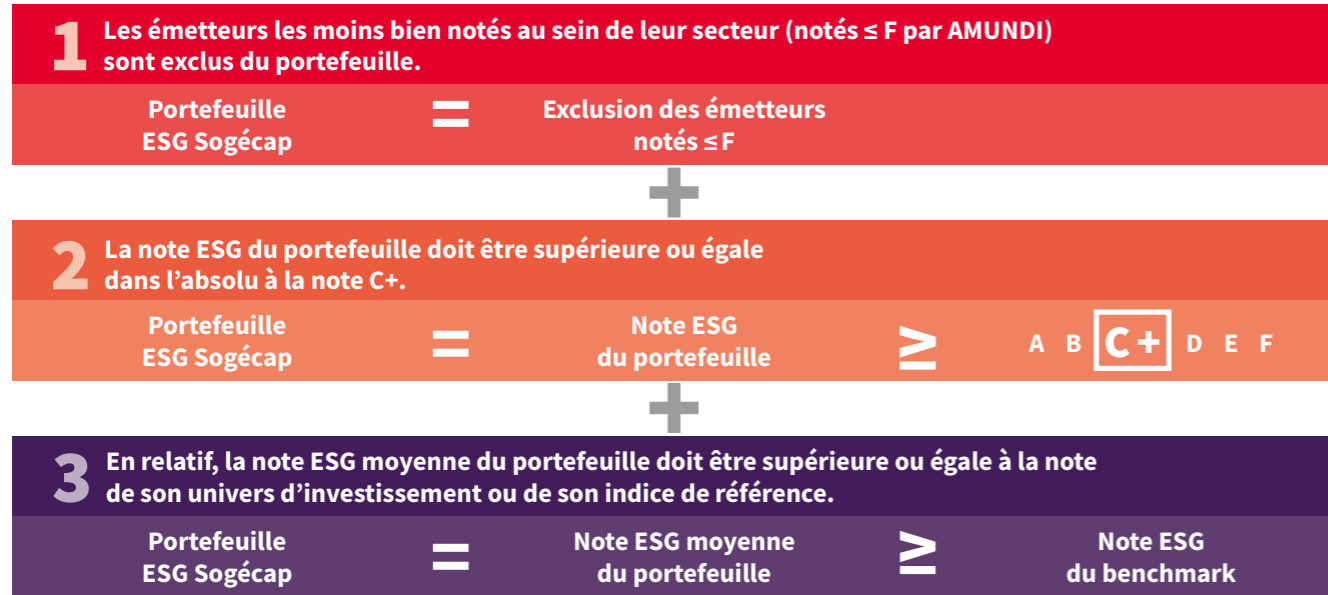 1 Les émetteurs les moins bien notés au sein de leur secteur (notés ≤ F par AMUNDI)
sont exclus du portefeuille.
Portefeuille
ESG Sogécap
=
Exclusion des émetteurs
notés ≤ F
+
2 La note ESG du portefeuille doit être supérieure ou égale
dans l’absolu à la note C+.
Portefeuille
ESG Sogécap
=
Note ESG
du portefeuille
≥
A B C+ D E F
+
3 En relatif, la note ESG moyenne du portefeuille doit être supérieure ou égale à la note
de son univers d’investissement ou de son indice de référence.
Portefeuille
ESG Sogécap
=
Note ESG moyenne
du portefeuille
≥
Note ESG
du benchmark